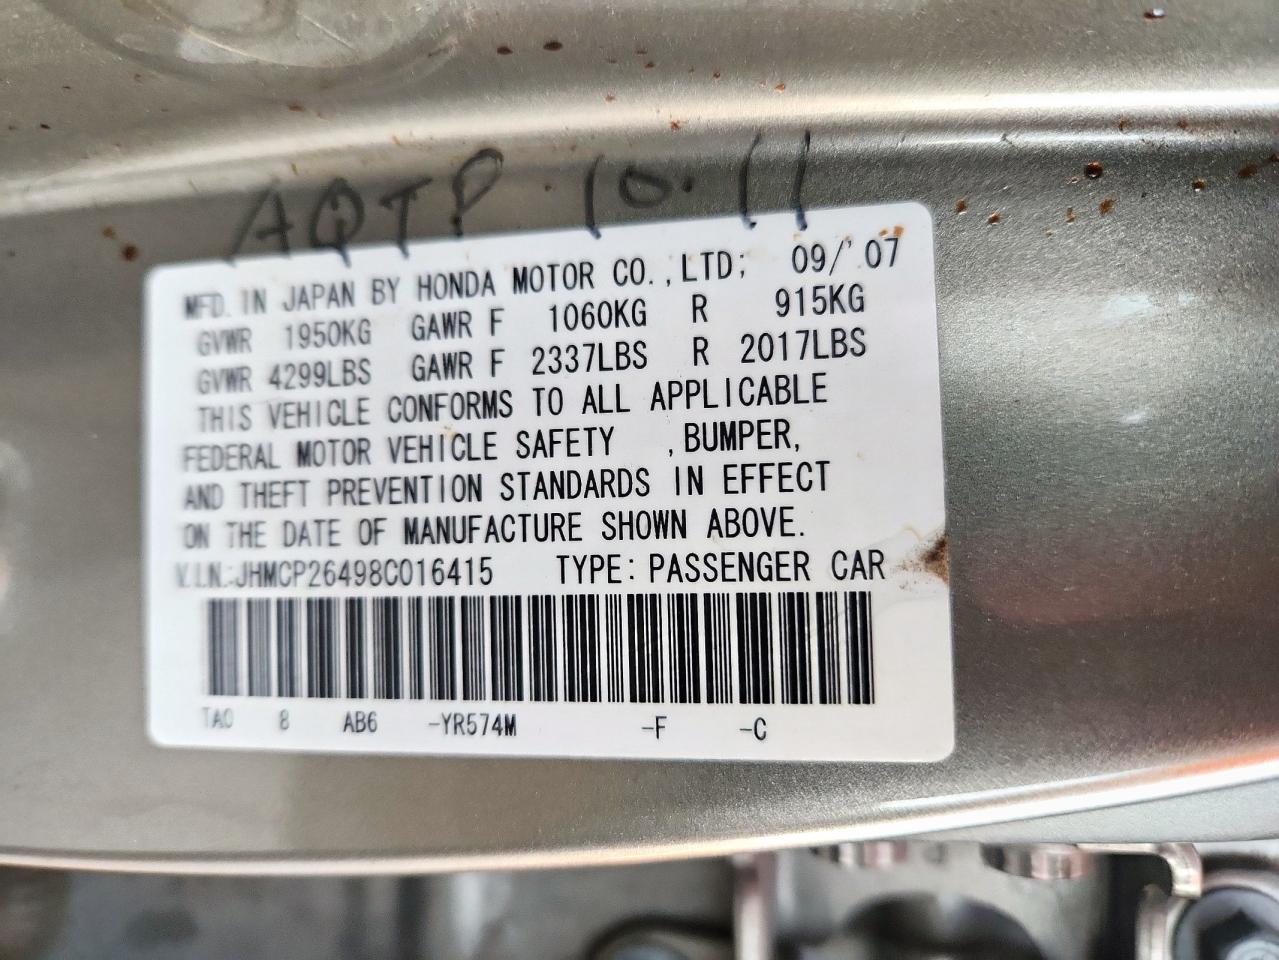 AQTP 10.11
MFD. IN JAPAN BY HONDA MOTOR CO.,LTD; 09/'07
GVWR 1950KG GAWR F 1060KG R 915KG
GVWR 4299LBS GAWR F 2337LBS R 2017LBS
THIS VEHICLE CONFORMS TO ALL APPLICABLE
FEDERAL MOTOR VEHICLE SAFETY ,BUMPER,
AND THEFT PREVENTION STANDARDS IN EFFECT
ON THE DATE OF MANUFACTURE SHOWN ABOVE.
V.I.N.:JHMCP26498C016415 TYPE: PASSENGER CAR
TA0 8 AB6 -YR574M -F -C